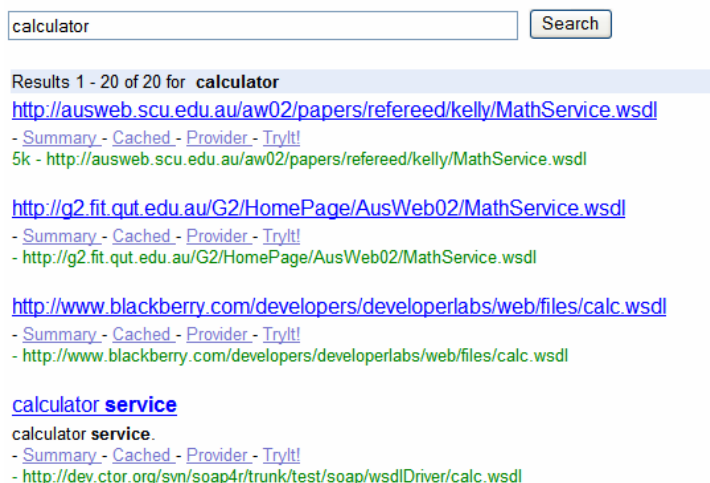 calculator Search
Results 1 - 20 of 20 for calculator
http://ausweb.scu.edu.au/aw02/papers/refereed/kelly/MathService.wsdl
- Summary - Cached - Provider - TryIt!
5k - http://ausweb.scu.edu.au/aw02/papers/refereed/kelly/MathService.wsdl
http://g2.fit.qut.edu.au/G2/HomePage/AusWeb02/MathService.wsdl
- Summary - Cached - Provider - TryIt!
- http://g2.fit.qut.edu.au/G2/HomePage/AusWeb02/MathService.wsdl
http://www.blackberry.com/developers/developerlabs/web/files/calc.wsdl
- Summary - Cached - Provider - TryIt!
- http://www.blackberry.com/developers/developerlabs/web/files/calc.wsdl
calculator service
calculator service.
- Summary - Cached - Provider - TryIt!
- http://dev.ctor.org/svn/soap4r/trunk/test/soap/wsdlDriver/calc.wsdl